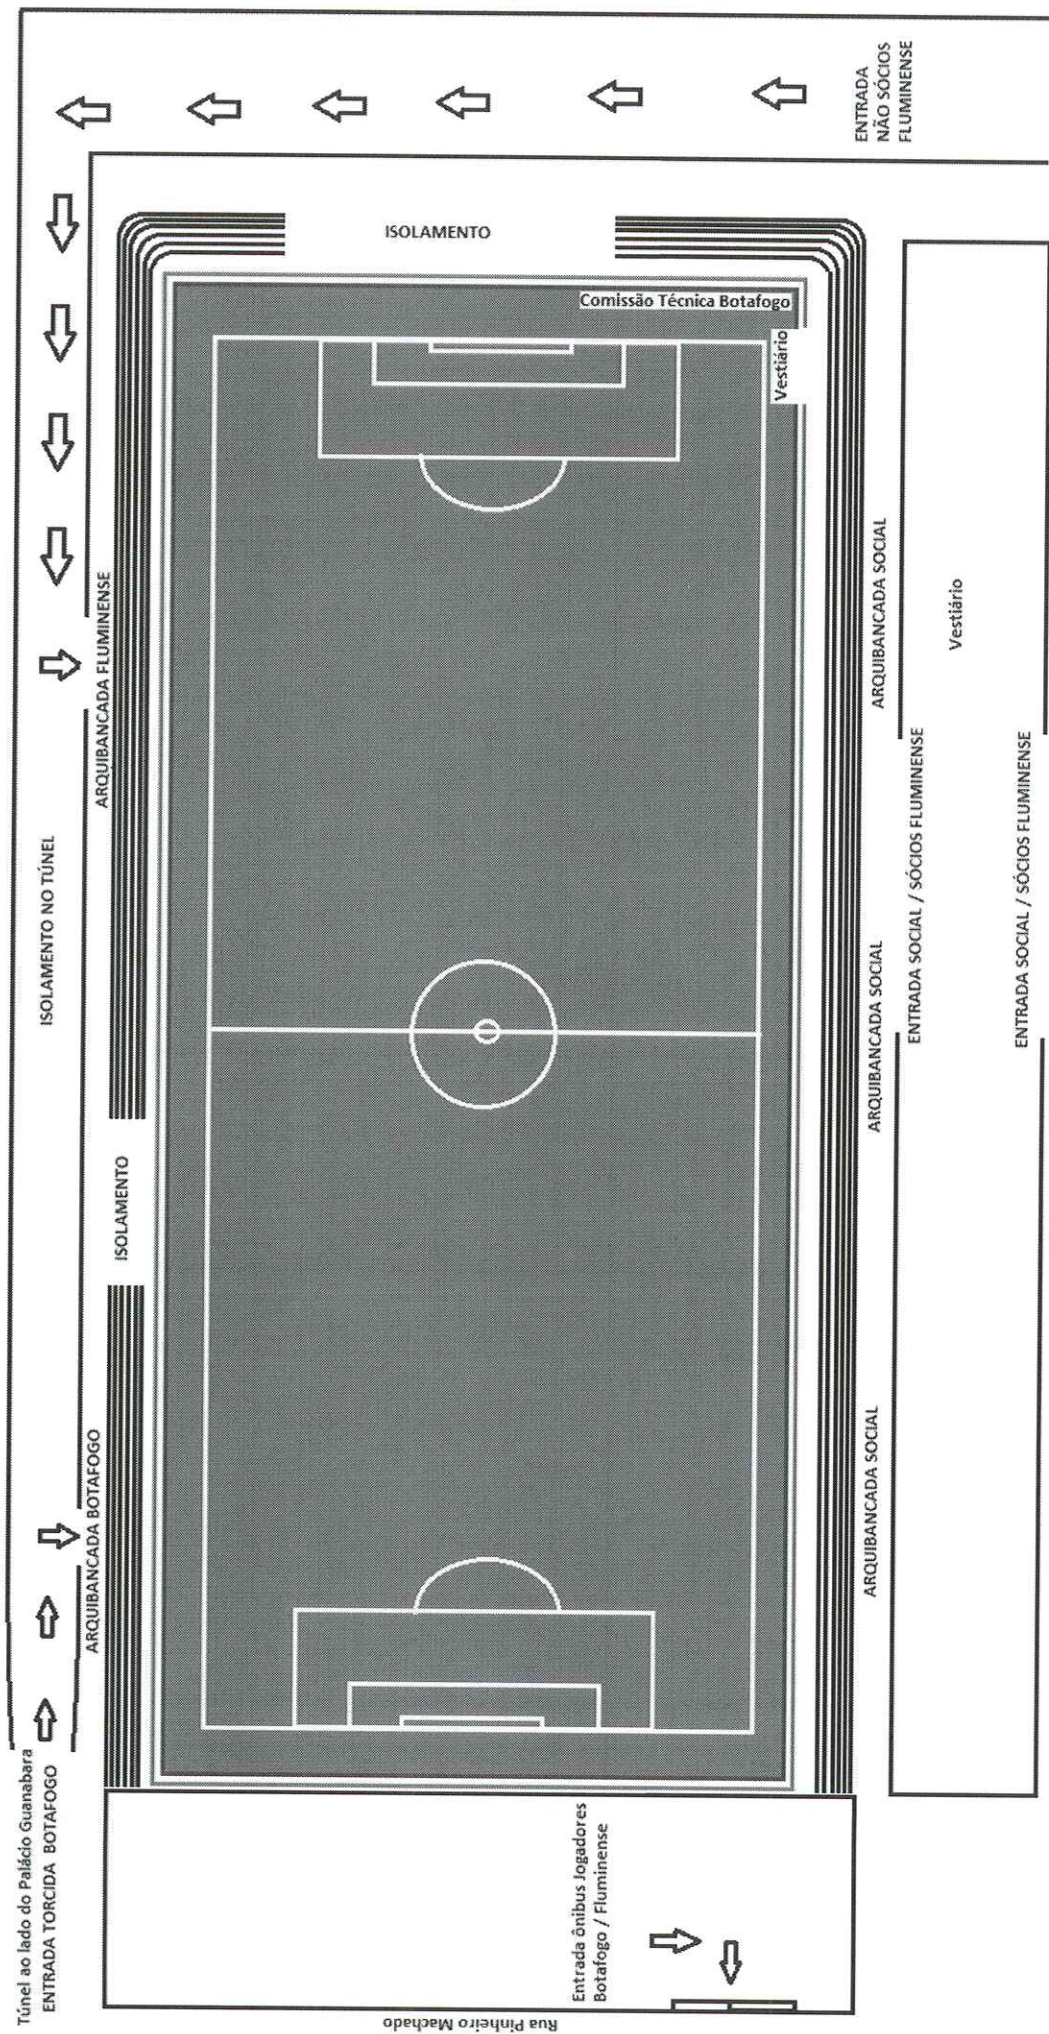 Túnel ao lado do Palácio Guanabara
ENTRADA TORCIDA BOTAFOGO
ISOLAMENTO NO TÚNEL
ARQUIBANCADA BOTAFOGO
ISOLAMENTO
ARQUIBANCADA FLUMINENSE
ISOLAMENTO
ENTRADA
NÃO SÓCIOS
FLUMINENSE
Comissão Técnica Botafogo
Vestiário
Entrada ônibus Jogadores
Botafogo / Fluminense
Rua Pinheiro Machado
ARQUIBANCADA SOCIAL
ARQUIBANCADA SOCIAL
ARQUIBANCADA SOCIAL
ENTRADA SOCIAL / SÓCIOS FLUMINENSE
Vestiário
ENTRADA SOCIAL / SÓCIOS FLUMINENSE